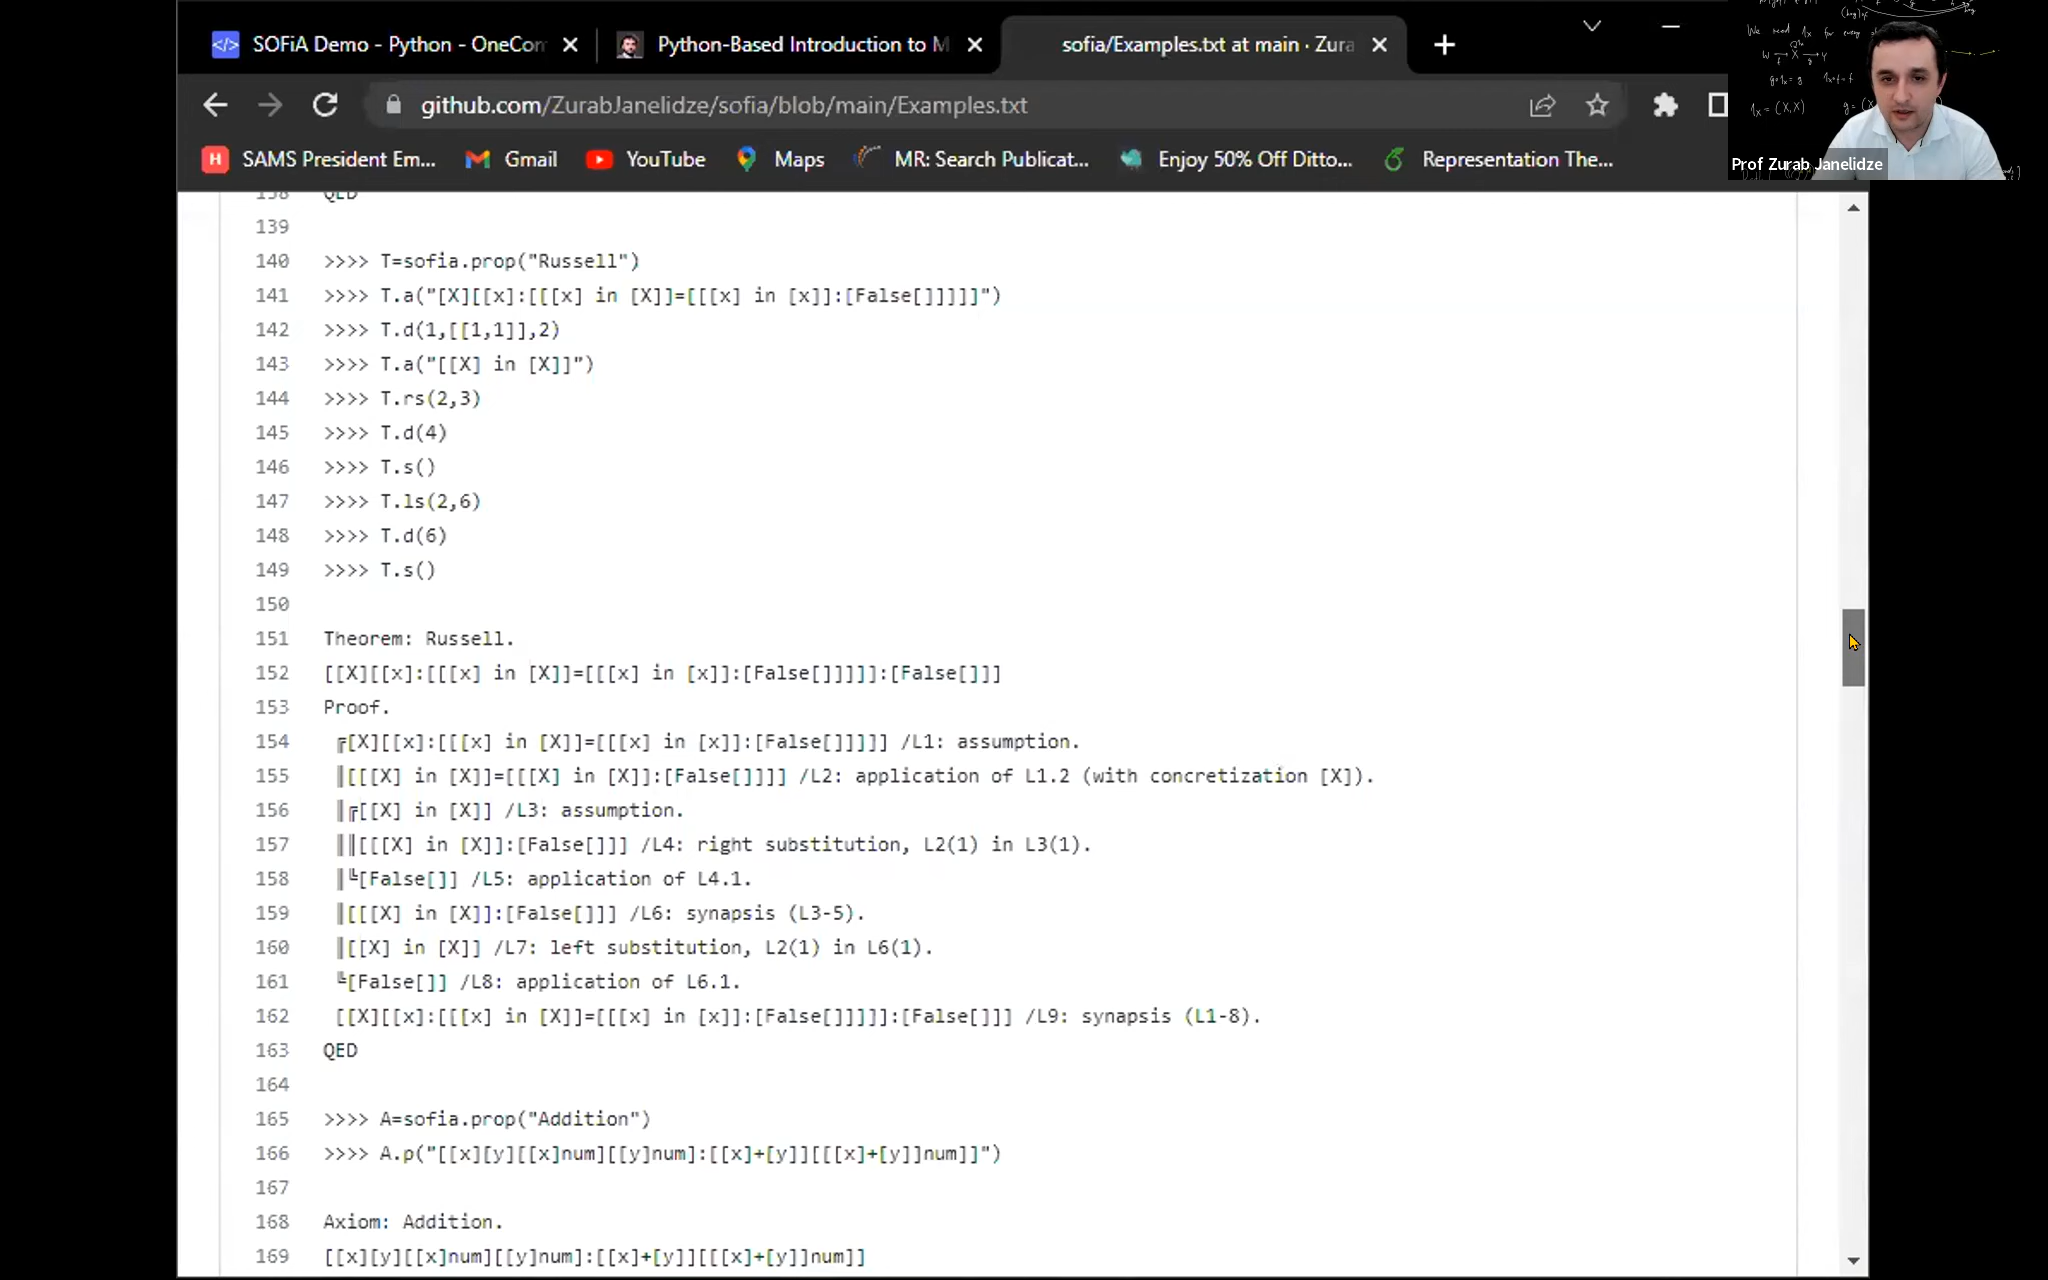 SOFiA Demo - Python - OneCon
Python-Based Introduction to M
sofia/Examples.txt at main · Zura
github.com/ZurabJanelidze/sofia/blob/main/Examples.txt
SAMS President Em...
Gmail
YouTube
Maps
MR: Search Publicat...
Enjoy 50% Off Ditto...
Representation The...
We read 1x for every
Prof Zurab Janelidze
138 QED
139
140 >>>> T=sofia.prop("Russell")
141 >>>> T.a("[X][[x]:[[[x] in [X]]=[[[x] in [x]]:[False[]]]]]")
142 >>>> T.d(1,[[1,1]],2)
143 >>>> T.a("[[X] in [X]]")
144 >>>> T.rs(2,3)
145 >>>> T.d(4)
146 >>>> T.s()
147 >>>> T.ls(2,6)
148 >>>> T.d(6)
149 >>>> T.s()
150
151 Theorem: Russell.
152 [[X][[x]:[[[x] in [X]]=[[[x] in [x]]:[False[]]]]]:[False[]]]
153 Proof.
154 ╔[X][[x]:[[[x] in [X]]=[[[x] in [x]]:[False[]]]]] /L1: assumption.
155 ║[[[X] in [X]]=[[[X] in [X]]:[False[]]]] /L2: application of L1.2 (with concretization [X]).
156 ║╔[[X] in [X]] /L3: assumption.
157 ║║[[[X] in [X]]:[False[]]] /L4: right substitution, L2(1) in L3(1).
158 ║╚[False[]] /L5: application of L4.1.
159 ║[[[X] in [X]]:[False[]]] /L6: synapsis (L3-5).
160 ║[[X] in [X]] /L7: left substitution, L2(1) in L6(1).
161 ╚[False[]] /L8: application of L6.1.
162 [[X][[x]:[[[x] in [X]]=[[[x] in [x]]:[False[]]]]]:[False[]]] /L9: synapsis (L1-8).
163 QED
164
165 >>>> A=sofia.prop("Addition")
166 >>>> A.p("[[x][y][[x]num][[y]num]:[[x]+[y]][[[x]+[y]]num]]")
167
168 Axiom: Addition.
169 [[x][y][[x]num][[y]num]:[[x]+[y]][[[x]+[y]]num]]